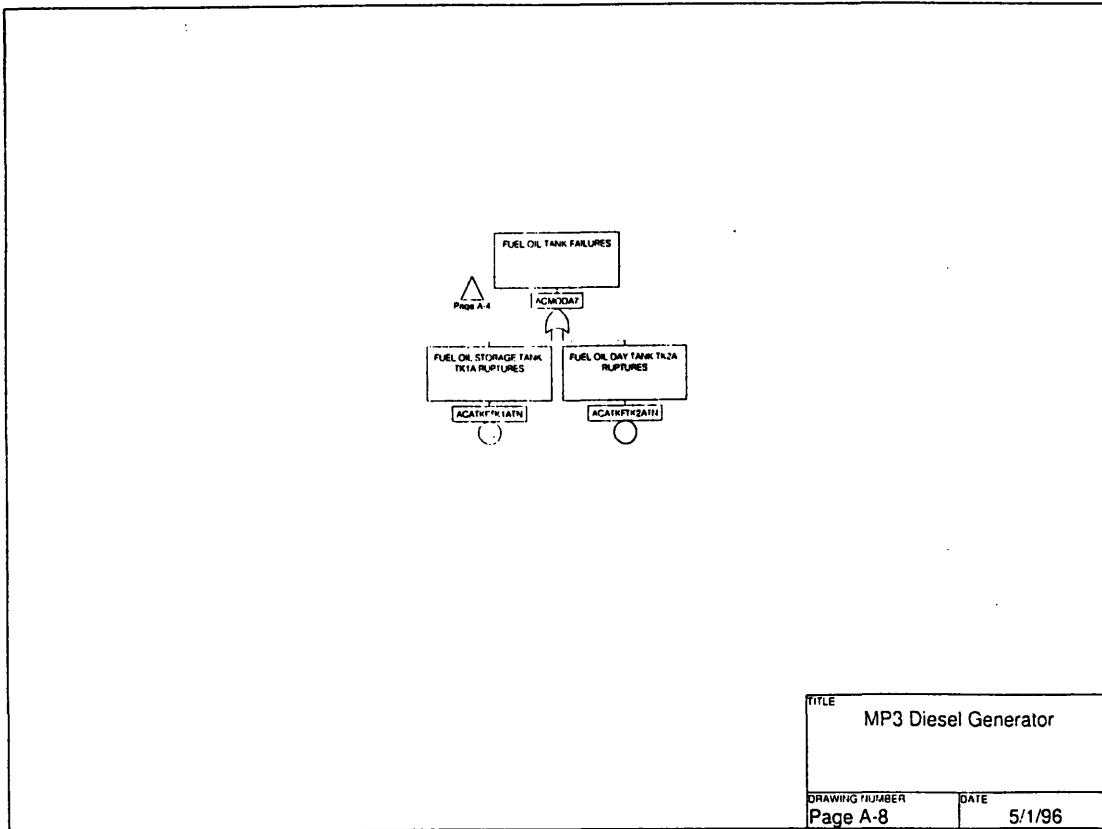 FUEL OIL TANK FAILURES
Page A-4
ACMODA7
FUEL OIL STORAGE TANK
TK1A RUPTURES
FUEL OIL DAY TANK TK2A
RUPTURES
ACATKFTK1ATN
ACATKFTK2ATN
TITLE
MP3 Diesel Generator
DRAWING NUMBER
Page A-8
DATE
5/1/96